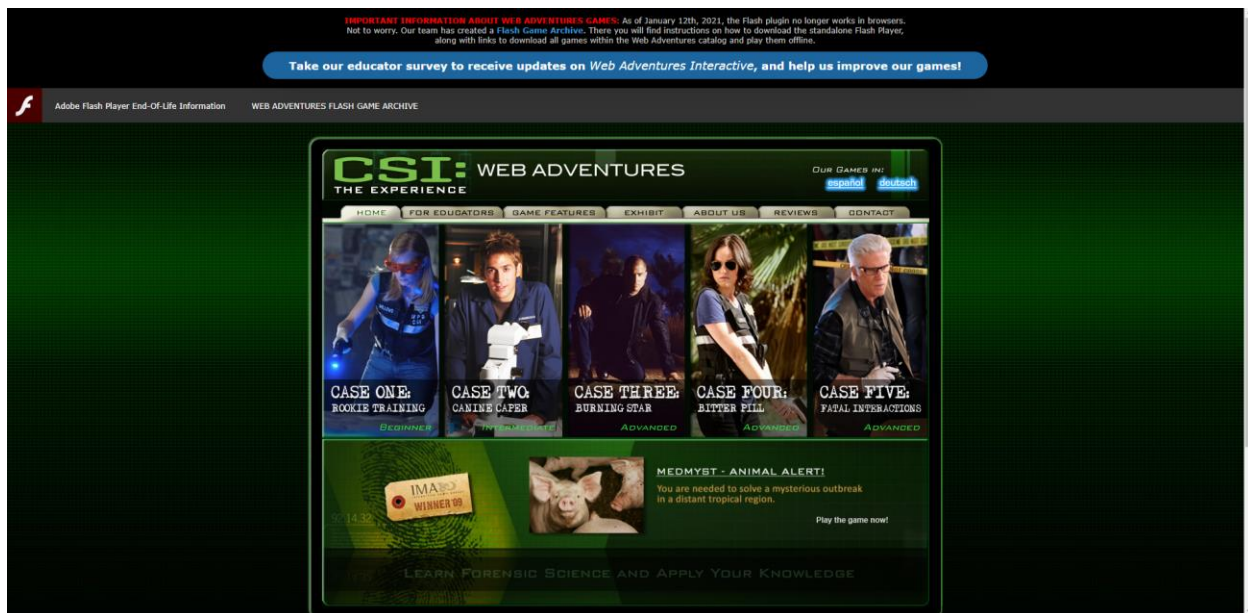 IMPORTANT INFORMATION ABOUT WEB ADVENTURES GAMES: As of January 12th, 2021, the Flash plugin no longer works in browsers.
Not to worry. Our team has created a Flash Game Archive. There you will find instructions on how to download the standalone Flash Player,
along with links to download all games within the Web Adventures catalog and play them offline.
Take our educator survey to receive updates on Web Adventures Interactive, and help us improve our games!
Adobe Flash Player End-Of-Life Information WEB ADVENTURES FLASH GAME ARCHIVE
CSI: WEB ADVENTURES
THE EXPERIENCE
OUR GAMES IN:
español deutsch
HOME FOR EDUCATORS GAME FEATURES EXHIBIT ABOUT US REVIEWS CONTACT
CASE ONE: CASE TWO: CASE THREE: CASE FOUR: CASE FIVE:
ROOKIE TRAINING CANINE CAPER BURNING STAR BITTER PILL FATAL INTERACTIONS
BEGINNER INTERMEDIATE ADVANCED ADVANCED ADVANCED
IMA
WINNER'09
MEDMYST - ANIMAL ALERT!
You are needed to solve a mysterious outbreak
in a distant tropical region.
Play the game now!
LEARN FORENSIC SCIENCE AND APPLY YOUR KNOWLEDGE